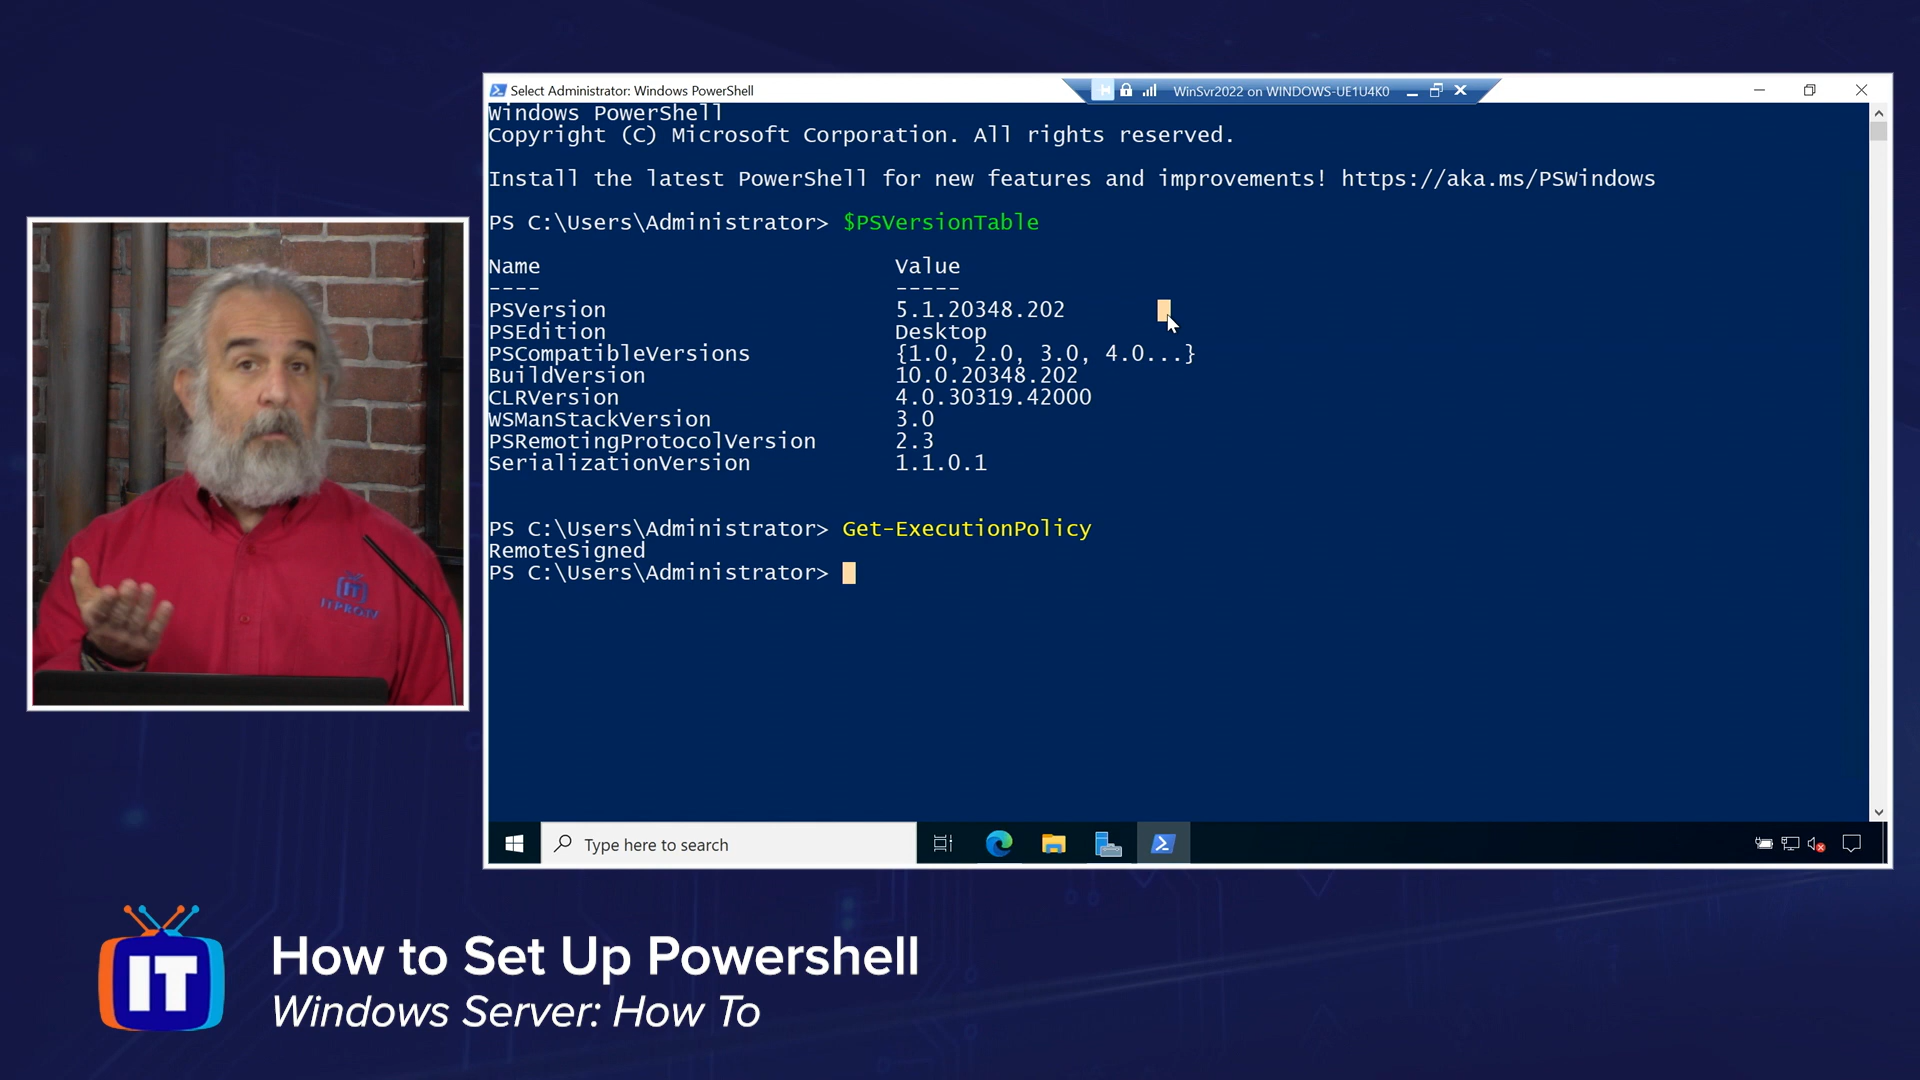 Select Administrator: Windows PowerShell
WinSvr2022 on WINDOWS-UE1U4K0
Windows PowerShell
Copyright (C) Microsoft Corporation. All rights reserved.
Install the latest PowerShell for new features and improvements! https://aka.ms/PSWindows
PS C:\Users\Administrator> $PSVersionTable
Name Value
---- -----
PSVersion 5.1.20348.202
PSEdition Desktop
PSCompatibleVersions {1.0, 2.0, 3.0, 4.0...}
BuildVersion 10.0.20348.202
CLRVersion 4.0.30319.42000
WSManStackVersion 3.0
PSRemotingProtocolVersion 2.3
SerializationVersion 1.1.0.1
PS C:\Users\Administrator> Get-ExecutionPolicy
RemoteSigned
PS C:\Users\Administrator>
Type here to search
IT
ITPROTV
IT
How to Set Up Powershell
Windows Server: How To